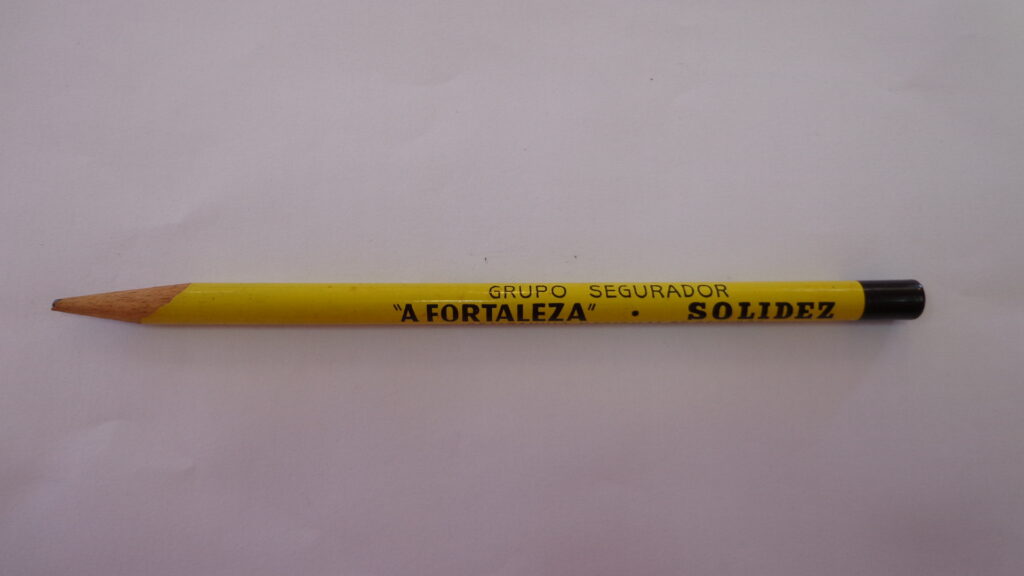 GRUPO SEGURADOR
"A FORTALEZA" • SOLIDEZ